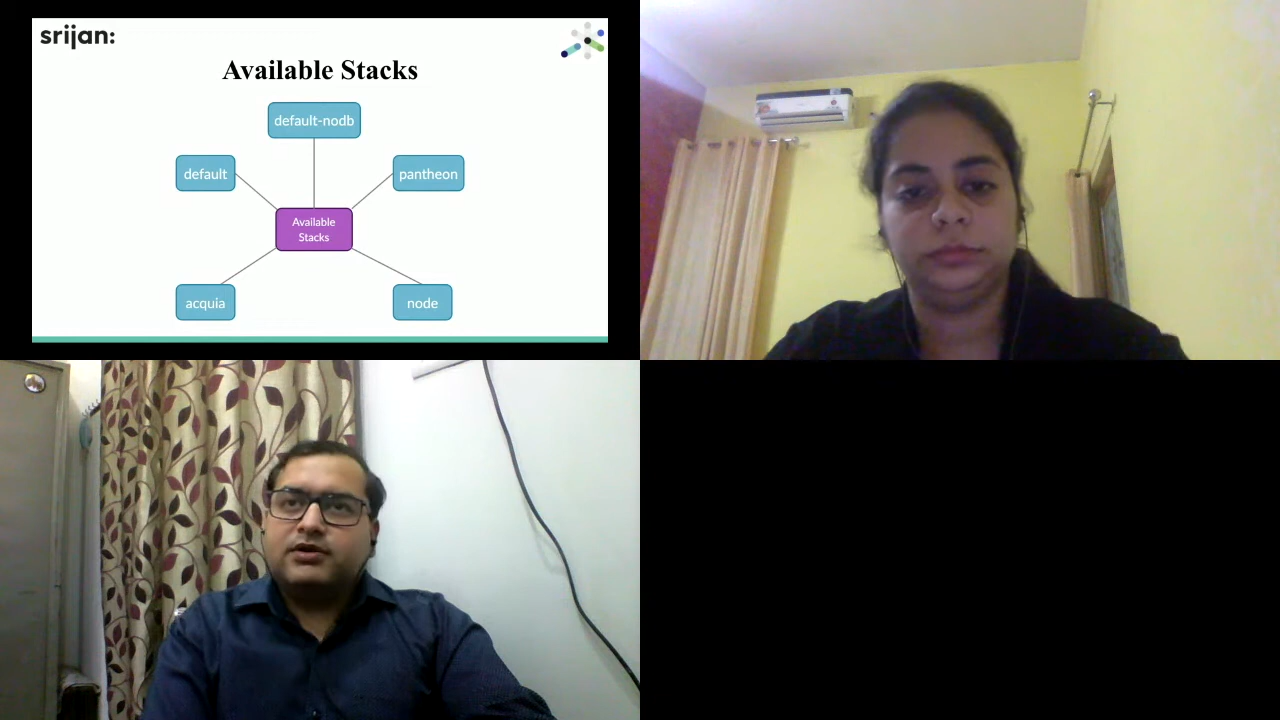 srijan:
Available Stacks
default-nodb
default
pantheon
Available
Stacks
acquia
node